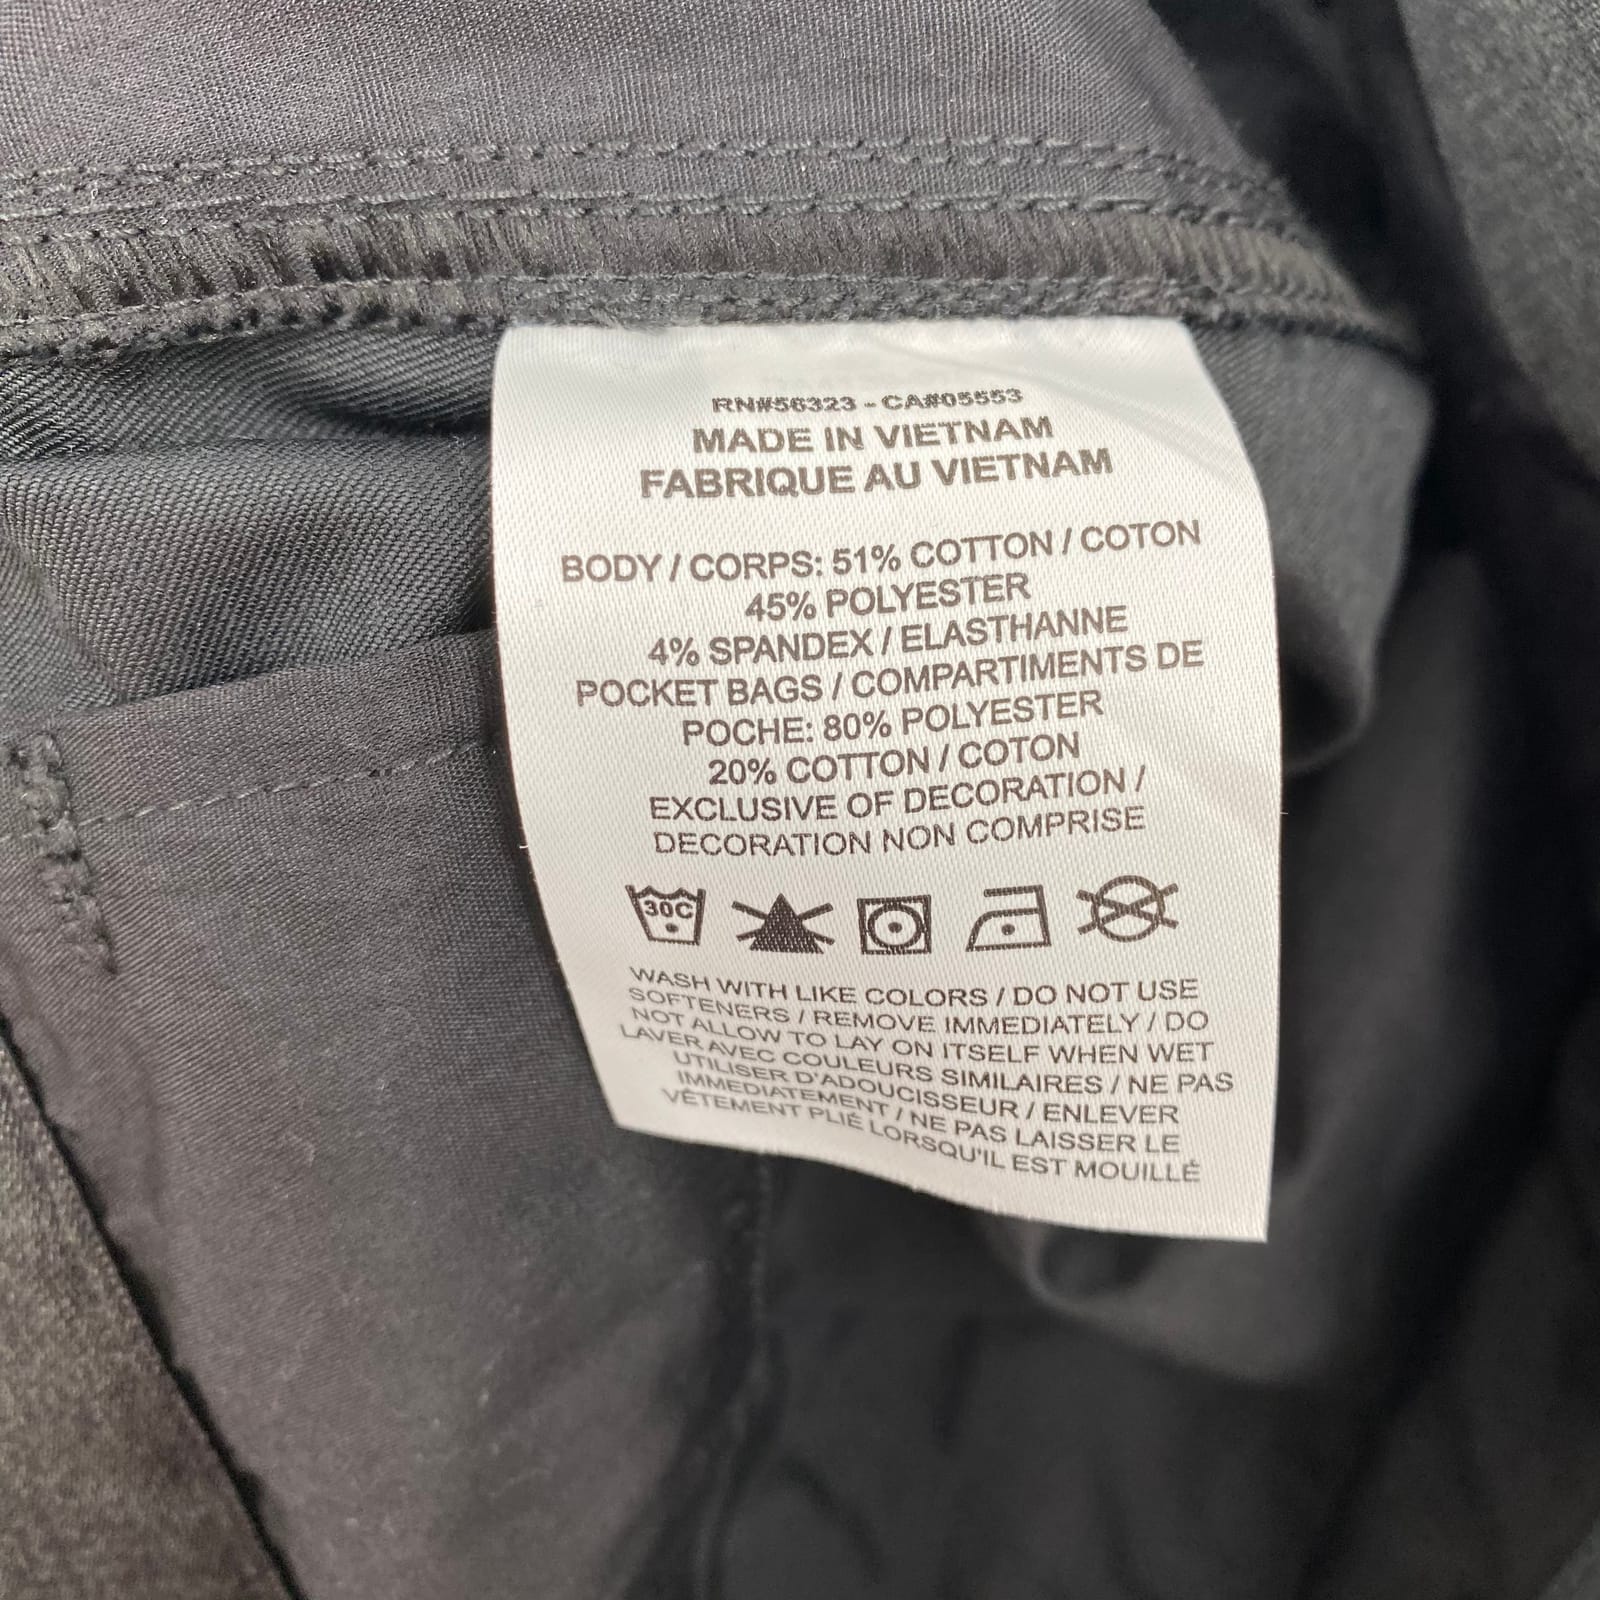 RN#56323 - CA#05553
MADE IN VIETNAM
FABRIQUE AU VIETNAM
BODY / CORPS: 51% COTTON / COTON
45% POLYESTER
4% SPANDEX / ELASTHANNE
POCKET BAGS / COMPARTIMENTS DE
POCHE: 80% POLYESTER
20% COTTON / COTON
EXCLUSIVE OF DECORATION /
DECORATION NON COMPRISE
30C
WASH WITH LIKE COLORS / DO NOT USE
SOFTENERS / REMOVE IMMEDIATELY / DO
NOT ALLOW TO LAY ON ITSELF WHEN WET
LAVER AVEC COULEURS SIMILAIRES / NE PAS
UTILISER D'ADOUCISSEUR / ENLEVER
IMMEDIATEMENT / NE PAS LAISSER LE
VÊTEMENT PLIÉ LORSQU'IL EST MOUILLÉ